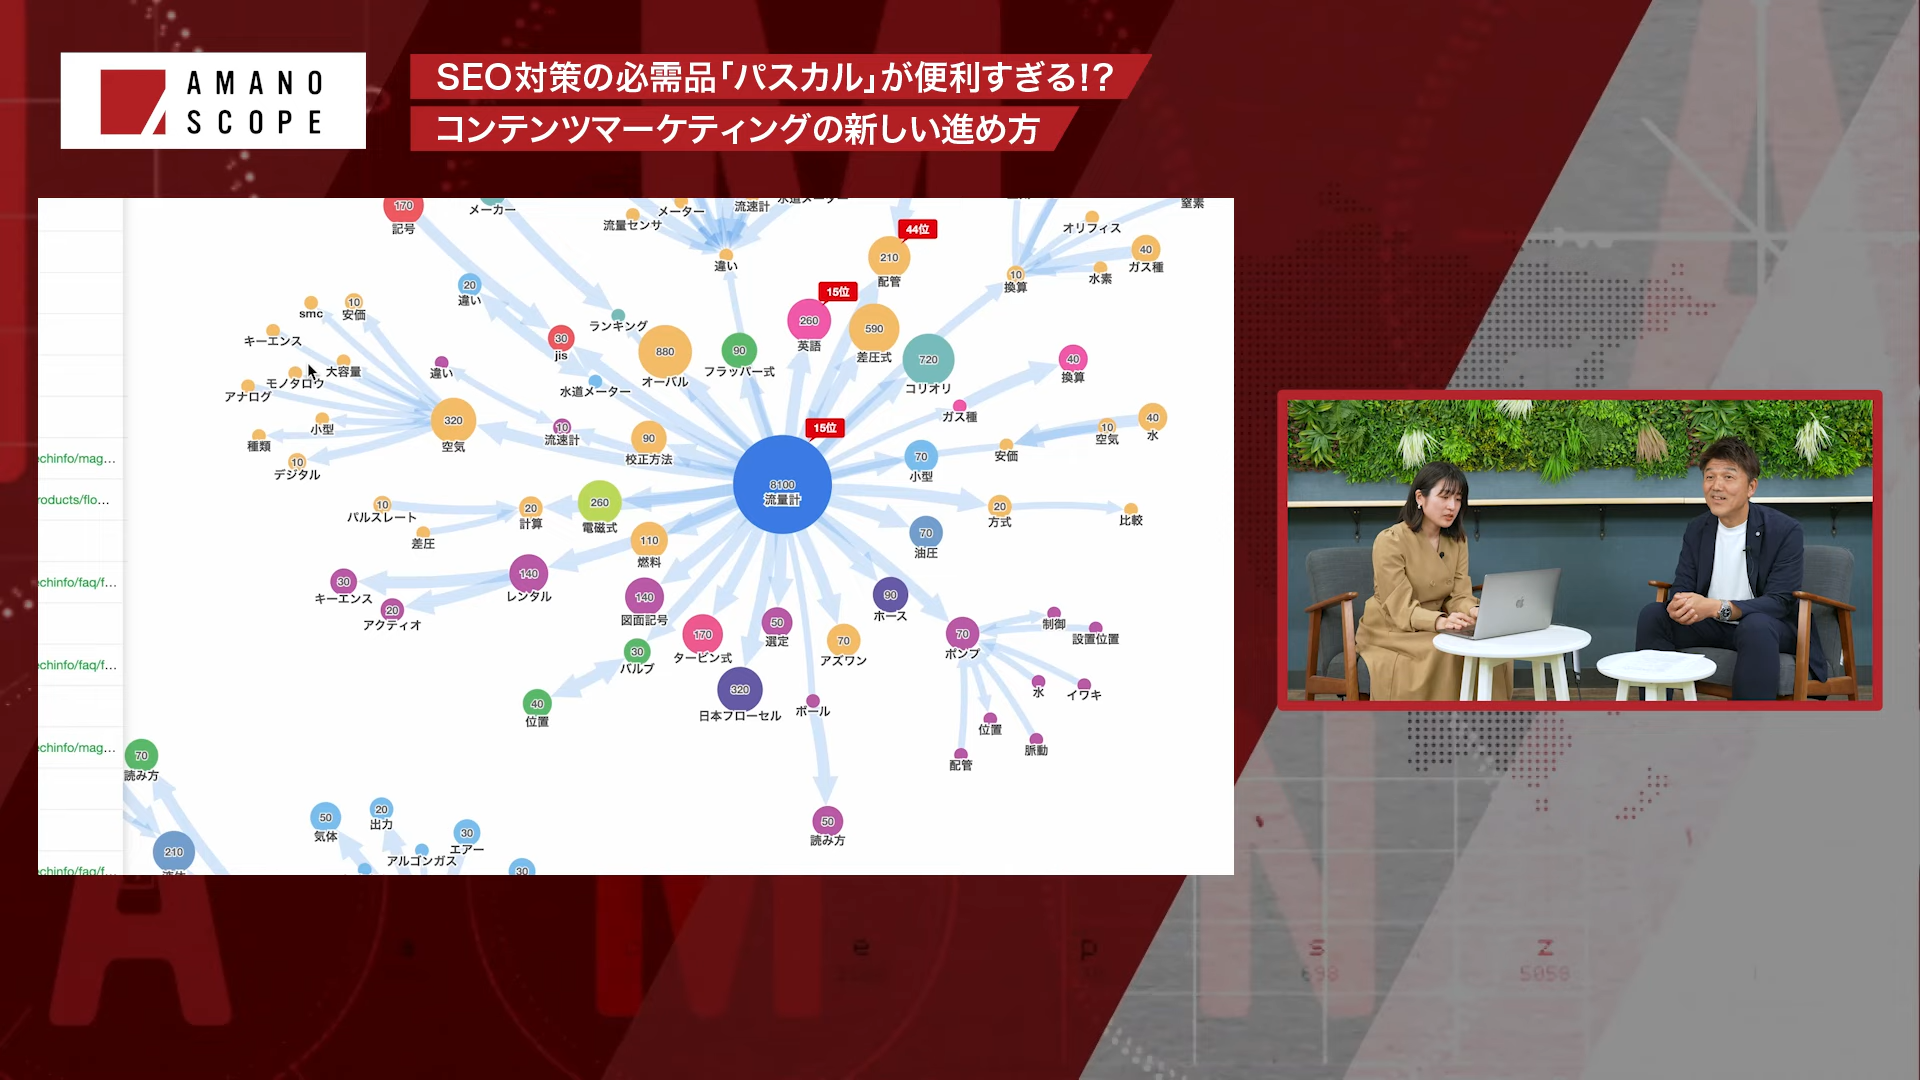 AMANO
SCOPE
SEO対策の必需品「パスカル」が便利すぎる!?
コンテンツマーケティングの新しい進め方
170
記号
メーカー
流量センサ
メーター
流速計
水道メーター
違い
44位
210
配管
オリフィス
窒素
40
ガス種
水素
10
換算
20
違い
smc
10
安価
キーエンス
大容量
モノタロウ
アナログ
小型
種類
10
デジタル
320
空気
違い
ランキング
30
jis
水道メーター
880
オーバル
90
フラッパー式
15位
260
英語
590
差圧式
720
コリオリ
40
換算
ガス種
10
流速計
90
校正方法
15位
8100
流量計
70
小型
安価
10
空気
40
水
10
パルスレート
差圧
20
計算
260
電磁式
110
燃料
70
油圧
20
方式
比較
140
レンタル
30
キーエンス
20
アクティオ
140
図面記号
30
バルブ
40
位置
170
タービン式
50
選定
320
日本フローセル
70
アズワン
90
ホース
ボール
50
読み方
70
ポンプ
制御
設置位置
水
イワキ
位置
脈動
配管
echinfo/mag...
roducts/flo...
echinfo/faq/f...
echinfo/faq/f...
echinfo/mag...
echinfo/faq/f...
70
読み方
210
50
気体
20
出力
アルゴンガス
30
エアー
30
A
M
e
p
s
698
z
5058